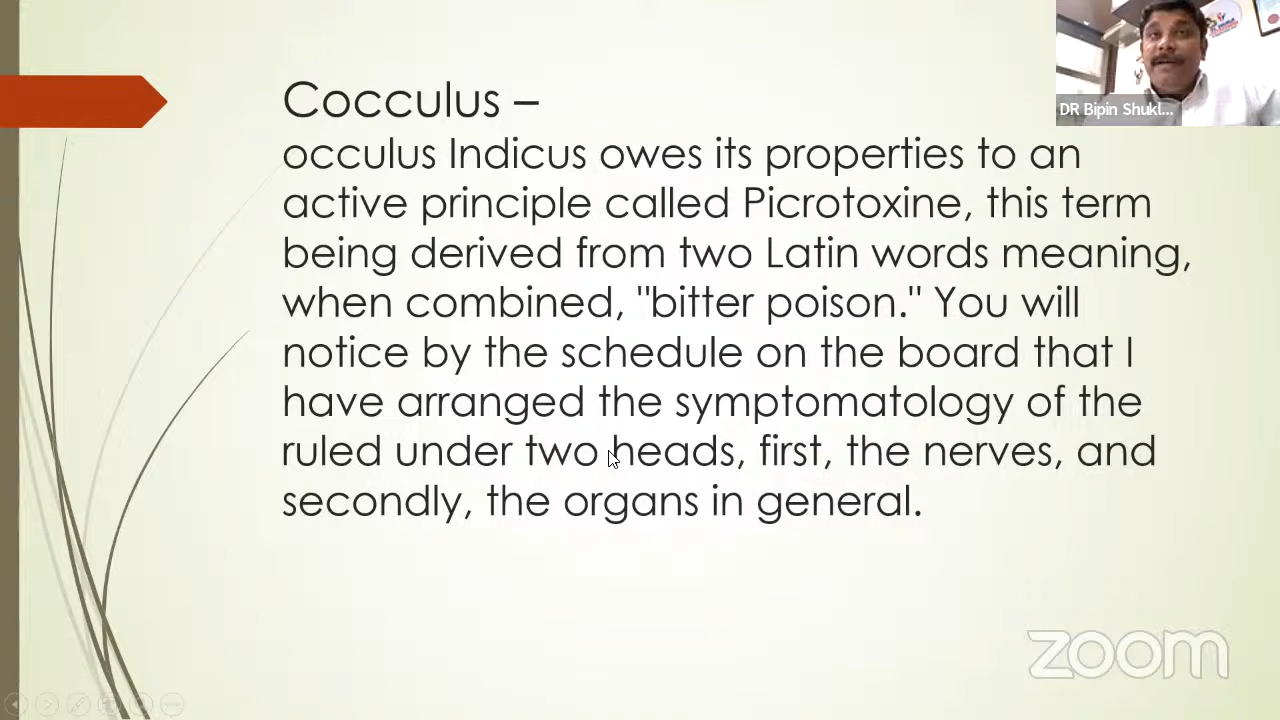 Cocculus –
occulus Indicus owes its properties to an
active principle called Picrotoxine, this term
being derived from two Latin words meaning,
when combined, "bitter poison." You will
notice by the schedule on the board that I
have arranged the symptomatology of the
ruled under two heads, first, the nerves, and
secondly, the organs in general.
DR Bipin Shukl...
zoom